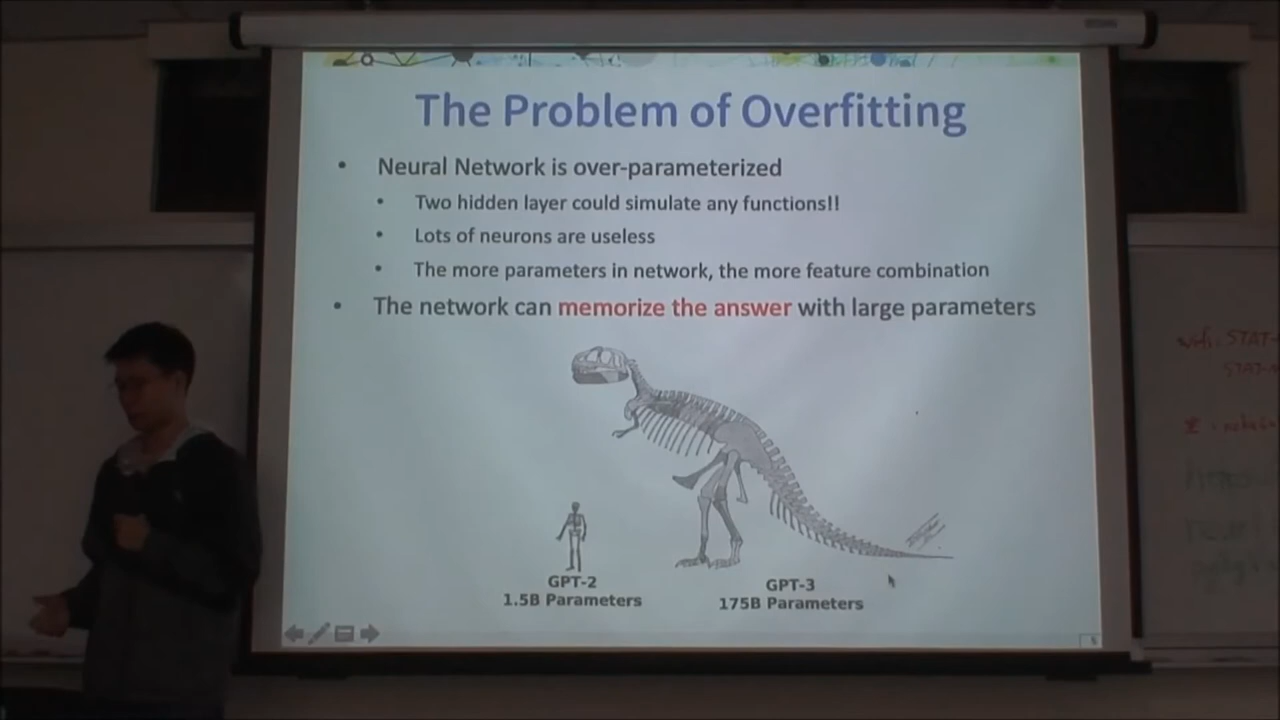 The Problem of Overfitting
• Neural Network is over-parameterized
• Two hidden layer could simulate any functions!!
• Lots of neurons are useless
• The more parameters in network, the more feature combination
• The network can memorize the answer with large parameters
GPT-2
1.5B Parameters
GPT-3
175B Parameters
STAT-